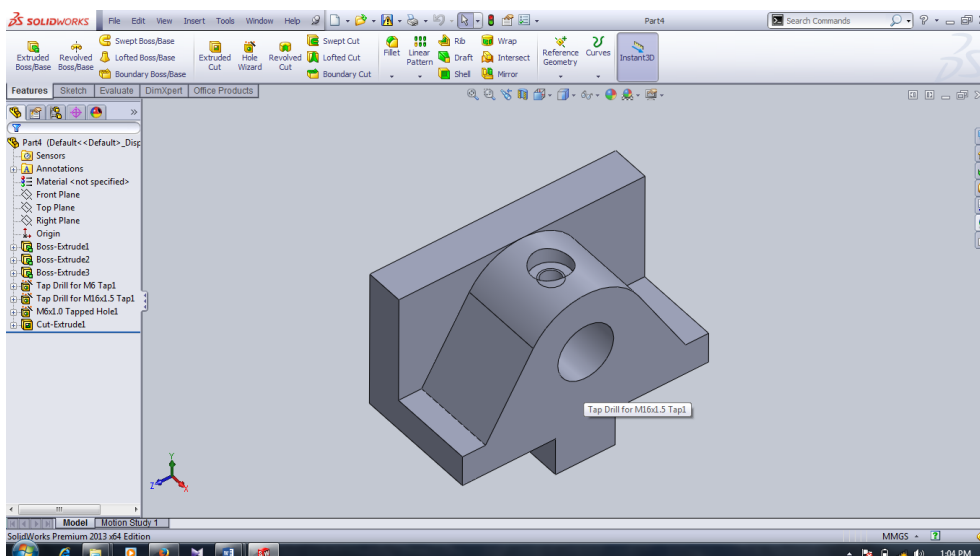 SOLIDWORKS File Edit View Insert Tools Window Help Part4 Search Commands
Extruded Boss/Base
Revolved Boss/Base
Swept Boss/Base
Lofted Boss/Base
Boundary Boss/Base
Extruded Cut
Hole Wizard
Revolved Cut
Swept Cut
Lofted Cut
Boundary Cut
Fillet
Linear Pattern
Rib
Draft
Shell
Wrap
Intersect
Mirror
Reference Geometry
Curves
Instant3D
Features Sketch Evaluate DimXpert Office Products
Part4 (Default<<Default>_Disp
Sensors
Annotations
Material <not specified>
Front Plane
Top Plane
Right Plane
Origin
Boss-Extrude1
Boss-Extrude2
Boss-Extrude3
Tap Drill for M6 Tap1
Tap Drill for M16x1.5 Tap1
M6x1.0 Tapped Hole1
Cut-Extrude1
Tap Drill for M16x1.5 Tap1
Y
Z
X
Model Motion Study 1
SolidWorks Premium 2013 x64 Edition MMGS
1:04 PM